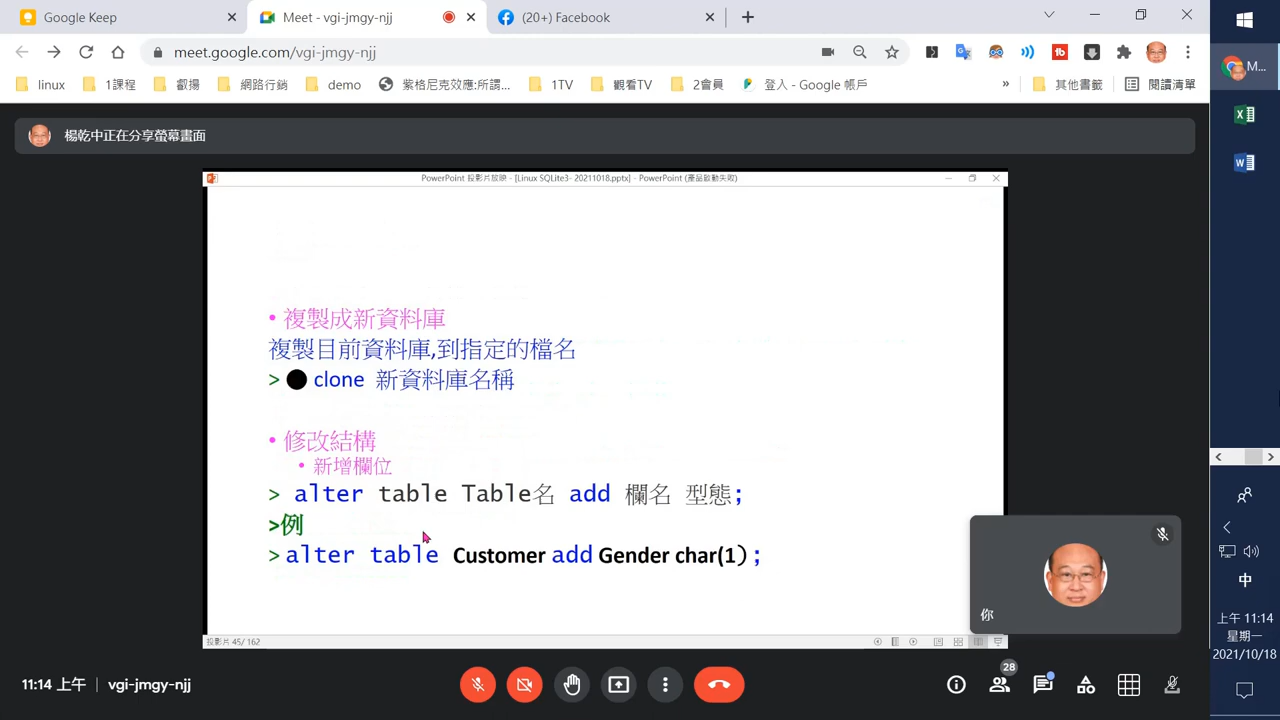 Google Keep
Meet - vgi-jmgy-njj
(20+) Facebook
meet.google.com/vgi-jmgy-njj
linux
1課程
叡揚
網路行銷
demo
紫格尼克效應:所謂...
1TV
觀看TV
2會員
登入 - Google 帳戶
»
其他書籤
閱讀清單
M...
楊乾中正在分享螢幕畫面
PowerPoint 投影片放映 - [Linux SQLite3- 20211018.pptx] - PowerPoint (產品啟動失敗)
• 複製成新資料庫
複製目前資料庫,到指定的檔名
> ● clone 新資料庫名稱
• 修改結構
• 新增欄位
> alter table Table名 add 欄名 型態;
>例
> alter table Customer add Gender char(1);
投影片 45/ 162
你
中
上午 11:14
星期一
2021/10/18
11:14 上午 | vgi-jmgy-njj
28